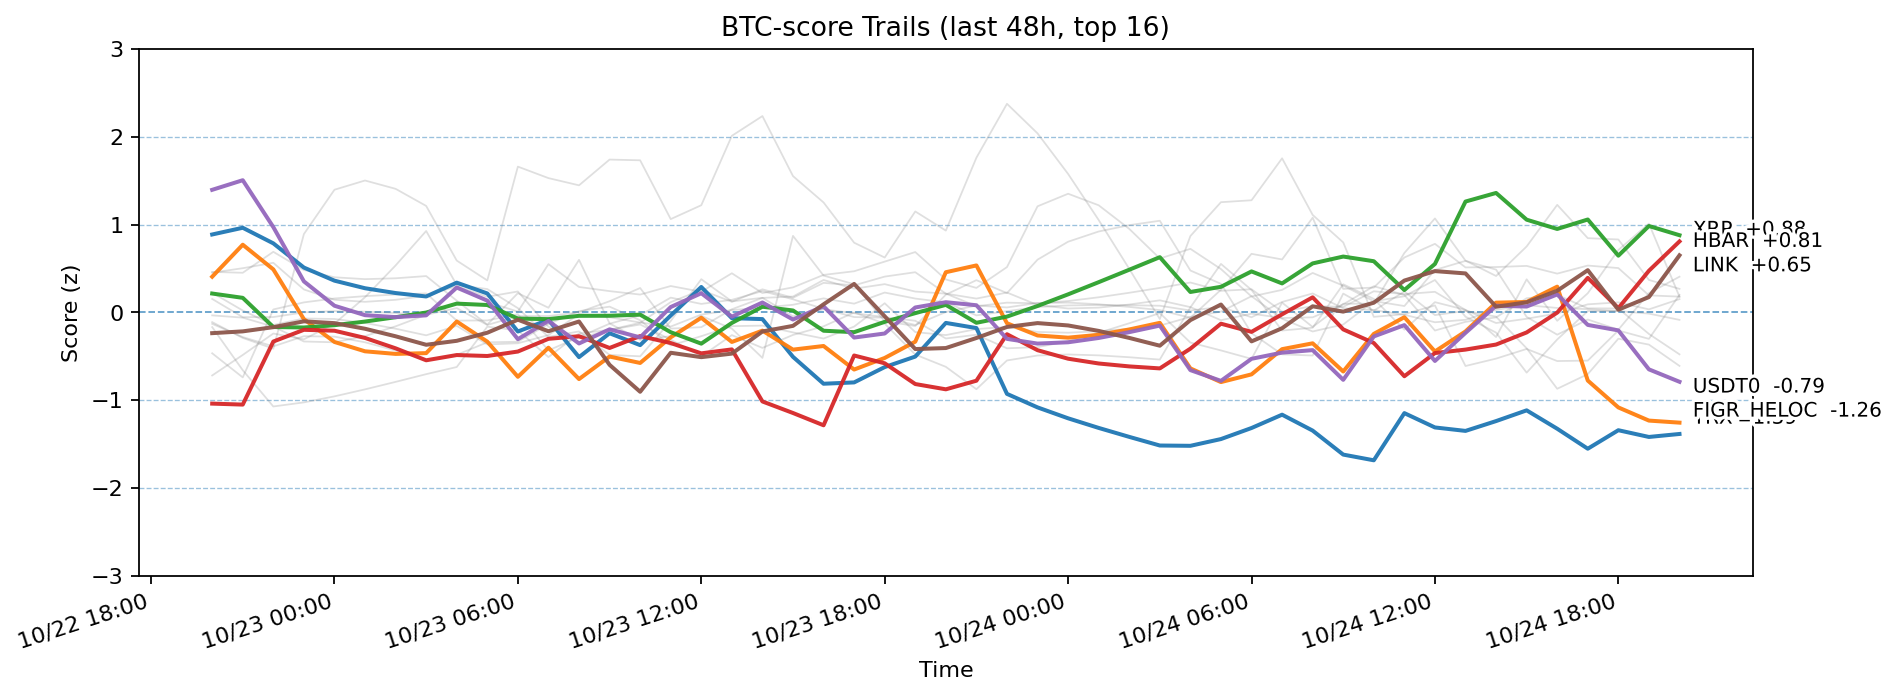 BTC-score Trails (last 48h, top 16)
Score (z)
3
2
1
0
−1
−2
−3
XRP +0.88
HBAR +0.81
LINK +0.65
USDT0 -0.79
FIGR_HELOC -1.26
10/22 18:00
10/23 00:00
10/23 06:00
10/23 12:00
10/23 18:00
10/24 00:00
10/24 06:00
10/24 12:00
10/24 18:00
Time